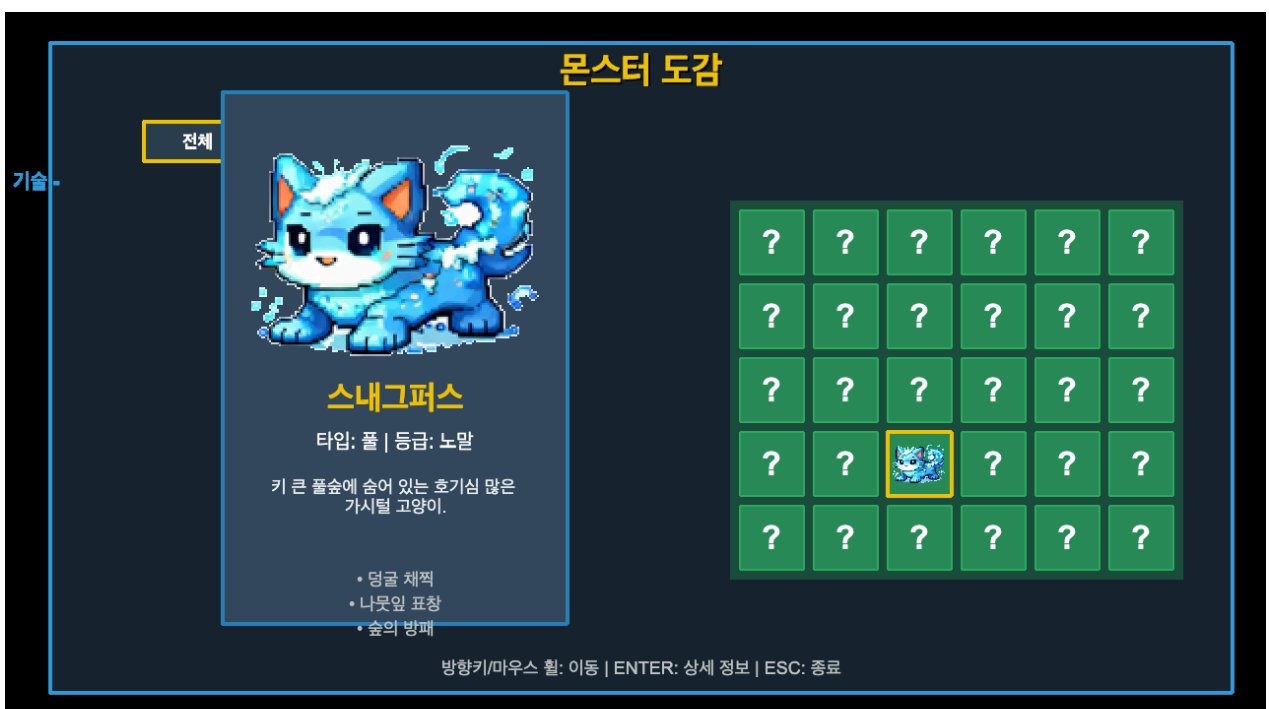 몬스터 도감
전체
기술 -
스내그퍼스
타입: 풀 | 등급: 노말
키 큰 풀숲에 숨어 있는 호기심 많은
가시털 고양이.
• 덩굴 채찍
• 나뭇잎 표창
• 숲의 방패
? ? ? ? ? ?
? ? ? ? ? ?
? ? ? ? ? ?
? ? ? ? ?
? ? ? ? ? ?
방향키/마우스 휠: 이동 | ENTER: 상세 정보 | ESC: 종료